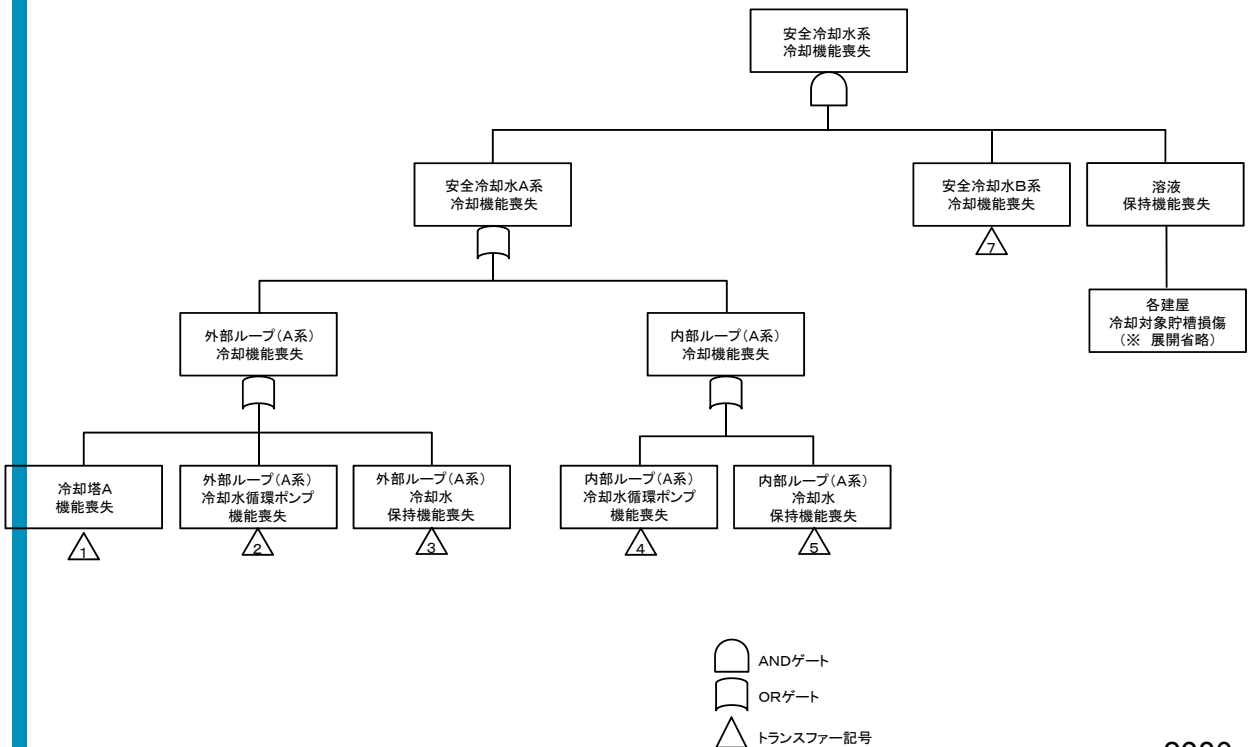 安全冷却水系
冷却機能喪失
安全冷却水A系
冷却機能喪失
安全冷却水B系
冷却機能喪失
7
溶液
保持機能喪失
各建屋
冷却対象貯槽損傷
(※ 展開省略)
外部ループ(A系)
冷却機能喪失
内部ループ(A系)
冷却機能喪失
冷却塔A
機能喪失
1
外部ループ(A系)
冷却水循環ポンプ
機能喪失
2
外部ループ(A系)
冷却水
保持機能喪失
3
内部ループ(A系)
冷却水循環ポンプ
機能喪失
4
内部ループ(A系)
冷却水
保持機能喪失
5
ANDゲート
ORゲート
トランスファー記号